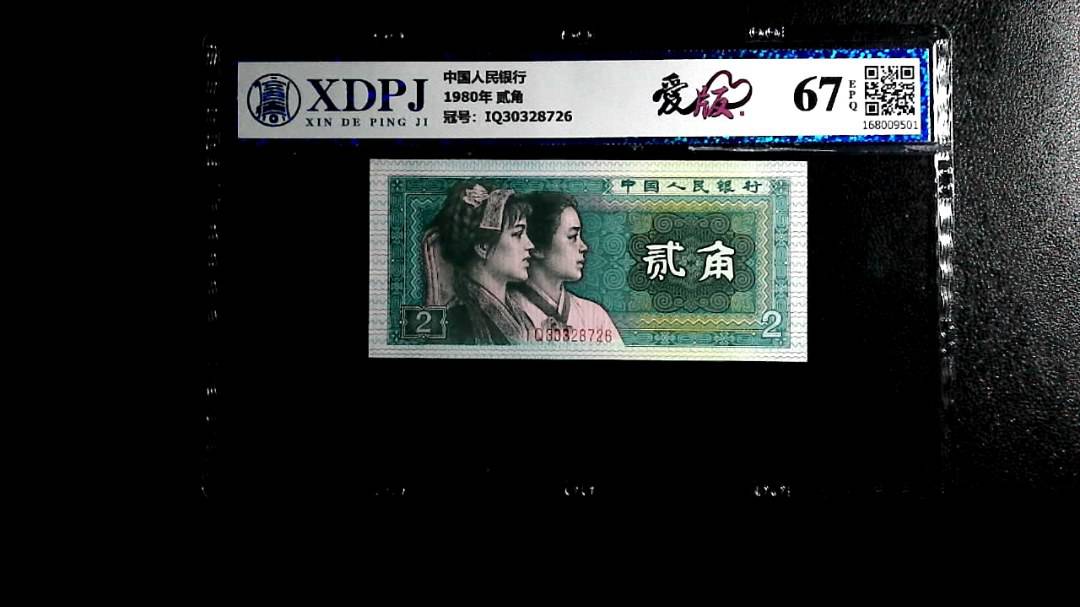 XDPJ
XIN DE PING JI
中国人民银行
1980年 贰角
冠号: IQ30328726
爱版
67
EPQ
168009501
中国人民银行
贰角
2
2
IQ30328726